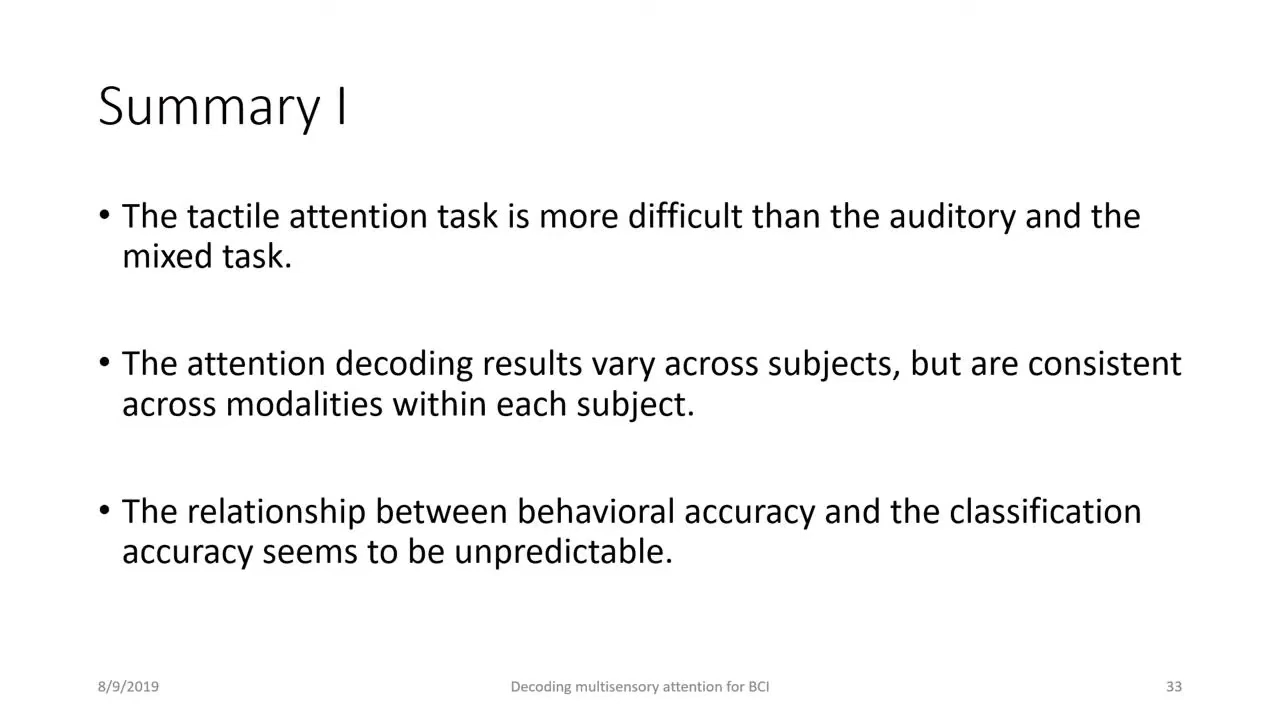 Summary I
• The tactile attention task is more difficult than the auditory and the
mixed task.
• The attention decoding results vary across subjects, but are consistent
across modalities within each subject.
• The relationship between behavioral accuracy and the classification
accuracy seems to be unpredictable.
8/9/2019
Decoding multisensory attention for BCI
33